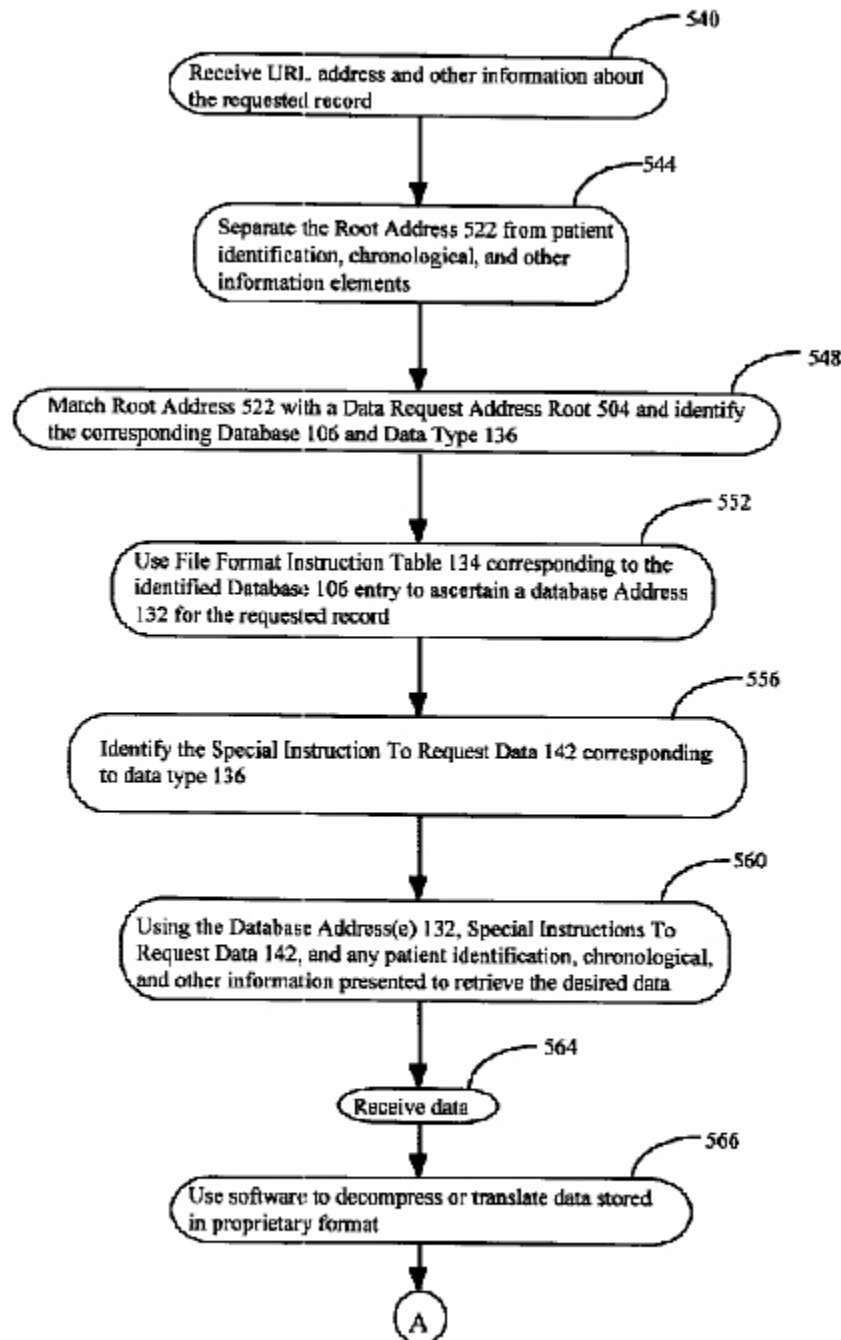 540
Receive URL address and other information about
the requested record
544
Separate the Root Address 522 from patient
identification, chronological, and other
information elements
548
Match Root Address 522 with a Data Request Address Root 504 and identify
the corresponding Database 106 and Data Type 136
552
Use File Format Instruction Table 134 corresponding to the
identified Database 106 entry to ascertain a database Address
132 for the requested record
556
Identify the Special Instruction To Request Data 142 corresponding
to data type 136
560
Using the Database Address(e) 132, Special Instructions To
Request Data 142, and any patient identification, chronological,
and other information presented to retrieve the desired data
564
Receive data
566
Use software to decompress or translate data stored
in proprietary format
A